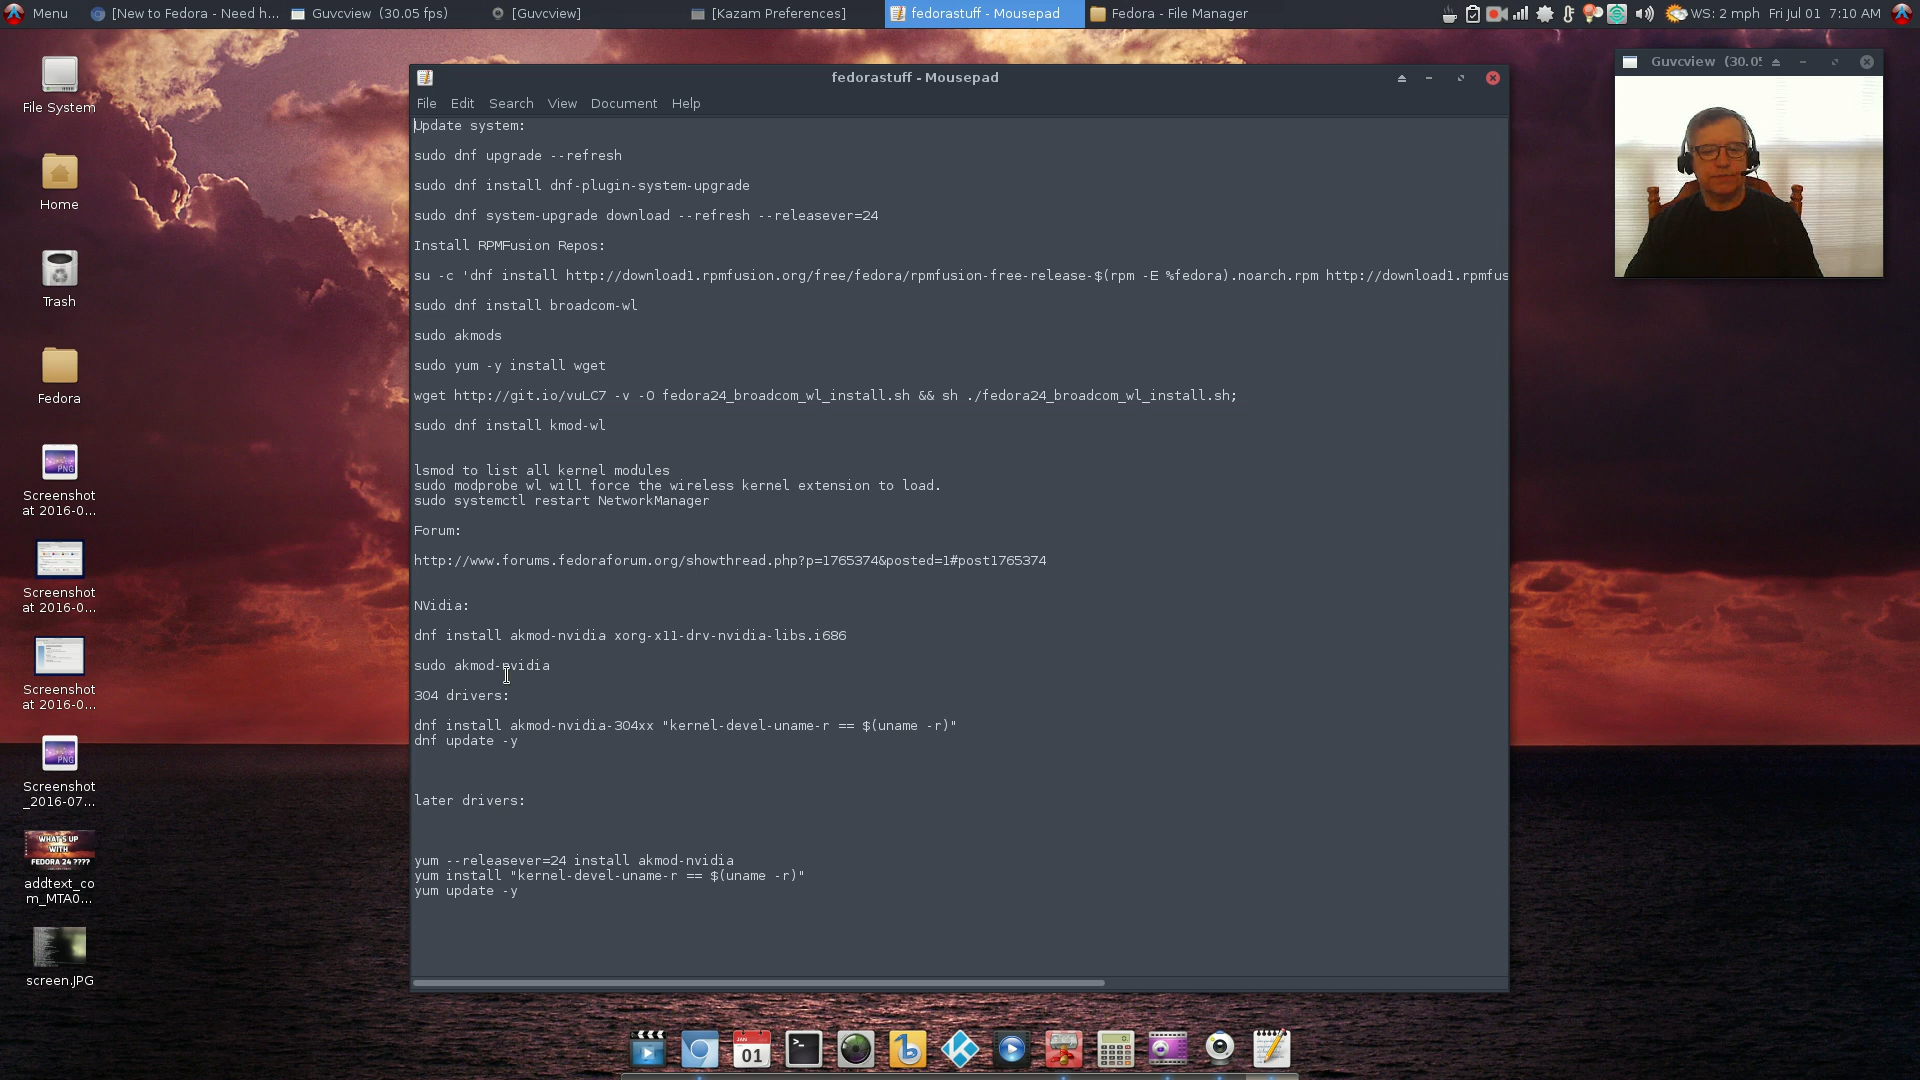 Menu
[New to Fedora - Need h...
Guvcview (30.05 fps)
[Guvcview]
[Kazam Preferences]
fedorastuff - Mousepad
Fedora - File Manager
WS: 2 mph
Fri Jul 01 7:10 AM
File System
Home
Trash
Fedora
PNG
Screenshot
at 2016-0...
Screenshot
at 2016-0...
Screenshot
at 2016-0...
PNG
Screenshot
_2016-07...
WHAT'S UP
WITH
FEDORA 24 ????
addtext_co
m_MTA0...
screen.JPG
fedorastuff - Mousepad
File Edit Search View Document Help
Update system:
sudo dnf upgrade --refresh
sudo dnf install dnf-plugin-system-upgrade
sudo dnf system-upgrade download --refresh --releasever=24
Install RPMFusion Repos:
su -c 'dnf install http://download1.rpmfusion.org/free/fedora/rpmfusion-free-release-$(rpm -E %fedora).noarch.rpm http://download1.rpmfus
sudo dnf install broadcom-wl
sudo akmods
sudo yum -y install wget
wget http://git.io/vuLC7 -v -O fedora24_broadcom_wl_install.sh && sh ./fedora24_broadcom_wl_install.sh;
sudo dnf install kmod-wl
lsmod to list all kernel modules
sudo modprobe wl will force the wireless kernel extension to load.
sudo systemctl restart NetworkManager
Forum:
http://www.forums.fedoraforum.org/showthread.php?p=1765374&posted=1#post1765374
NVidia:
dnf install akmod-nvidia xorg-x11-drv-nvidia-libs.i686
sudo akmod-nvidia
304 drivers:
dnf install akmod-nvidia-304xx "kernel-devel-uname-r == $(uname -r)"
dnf update -y
later drivers:
yum --releasever=24 install akmod-nvidia
yum install "kernel-devel-uname-r == $(uname -r)"
yum update -y
Guvcview (30.05
JAN
01